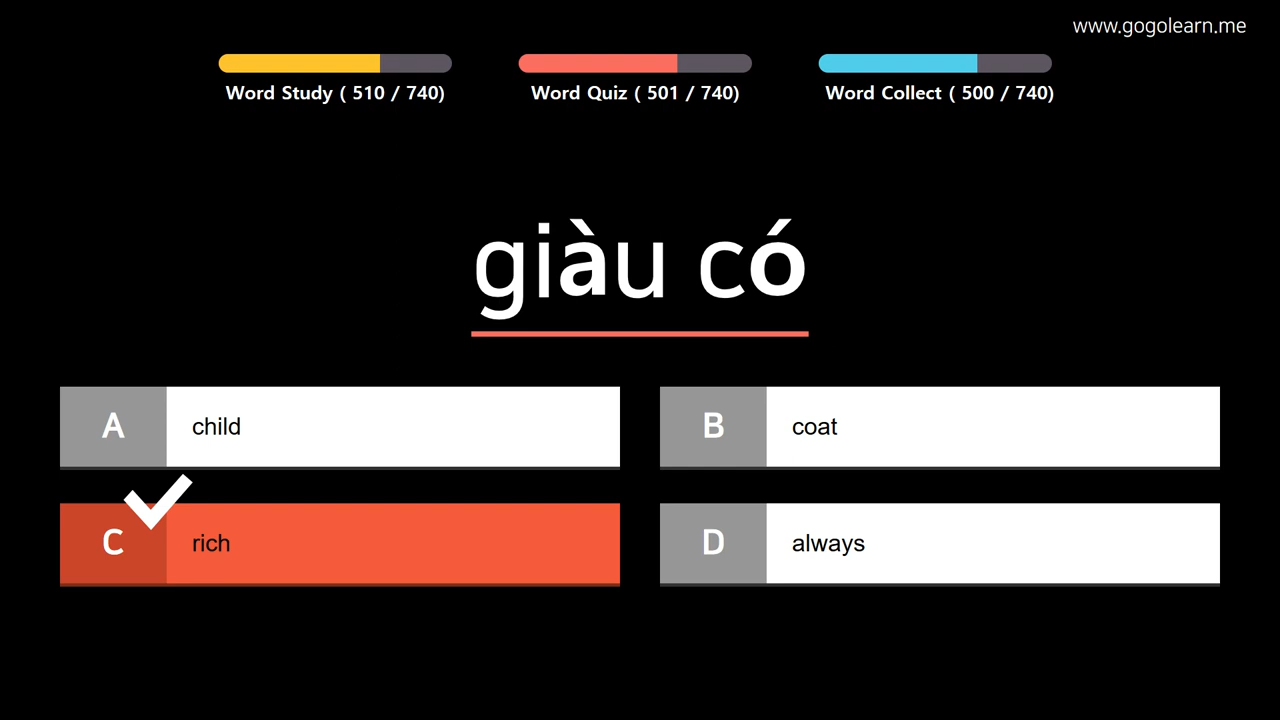 www.gogolearn.me
Word Study ( 510 / 740)
Word Quiz ( 501 / 740)
Word Collect ( 500 / 740)
giàu có
A child
B coat
C rich
D always